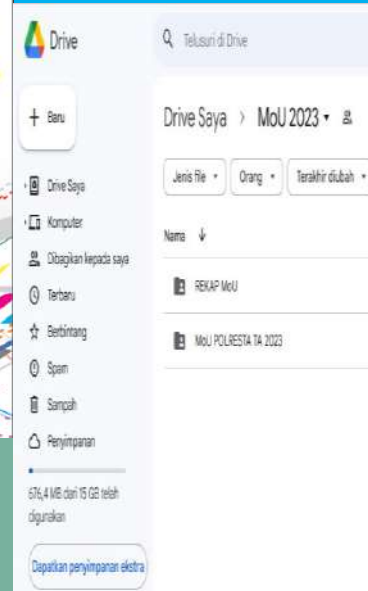 Drive
Telusuri di Drive
+ Baru
Drive Saya > MoU 2023
Jenis file
Orang
Terakhir diubah
Drive Saya
Komputer
Dibagikan kepada saya
Terbaru
Berbintang
Spam
Sampah
Penyimpanan
676,4 MB dari 15 GB telah
digunakan
Dapatkan penyimpanan ekstra
Nama
REKAP MoU
MoU POLRESTA TA 2023